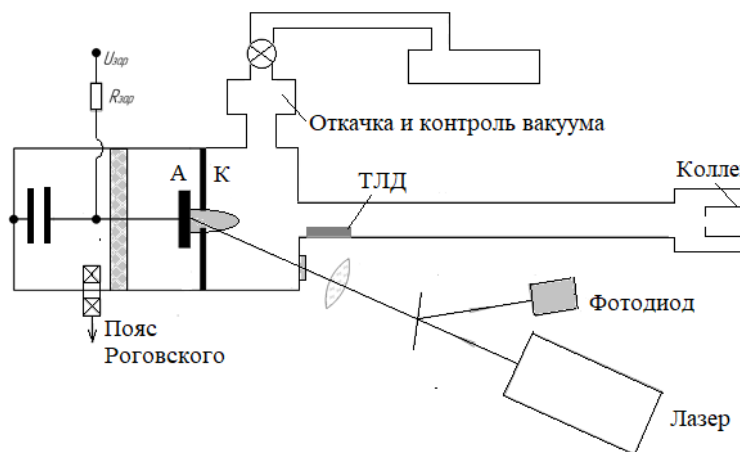 Uзар
Rзар
Откачка и контроль вакуума
А
К
ТЛД
Колле
Пояс
Роговского
Фотодиод
Лазер